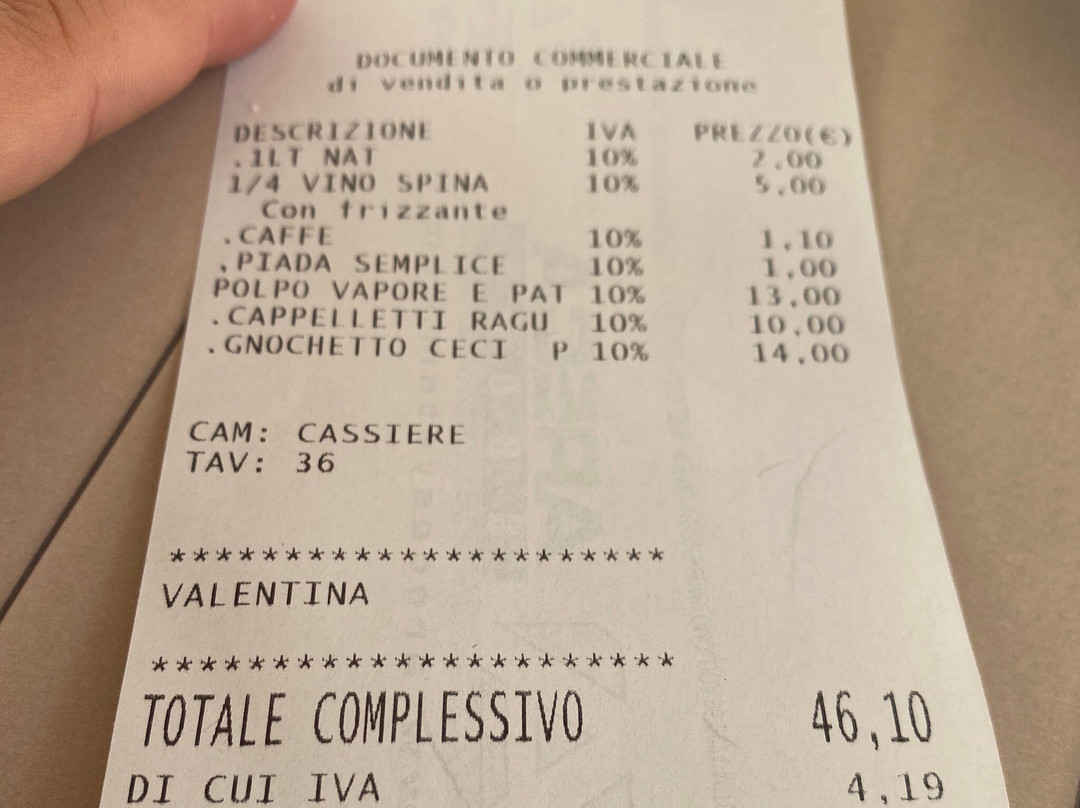 DOCUMENTO COMMERCIALE
di vendita o prestazione
DESCRIZIONE IVA PREZZO(€)
.1LT NAT 10% 2,00
1/4 VINO SPINA 10% 5,00
Con frizzante
.CAFFE 10% 1,10
.PIADA SEMPLICE 10% 1,00
POLPO VAPORE E PAT 10% 13,00
.CAPPELLETTI RAGU 10% 10,00
.GNOCHETTO CECI P 10% 14,00
CAM: CASSIERE
TAV: 36
**********************
VALENTINA
**********************
TOTALE COMPLESSIVO 46,10
DI CUI IVA 4,19